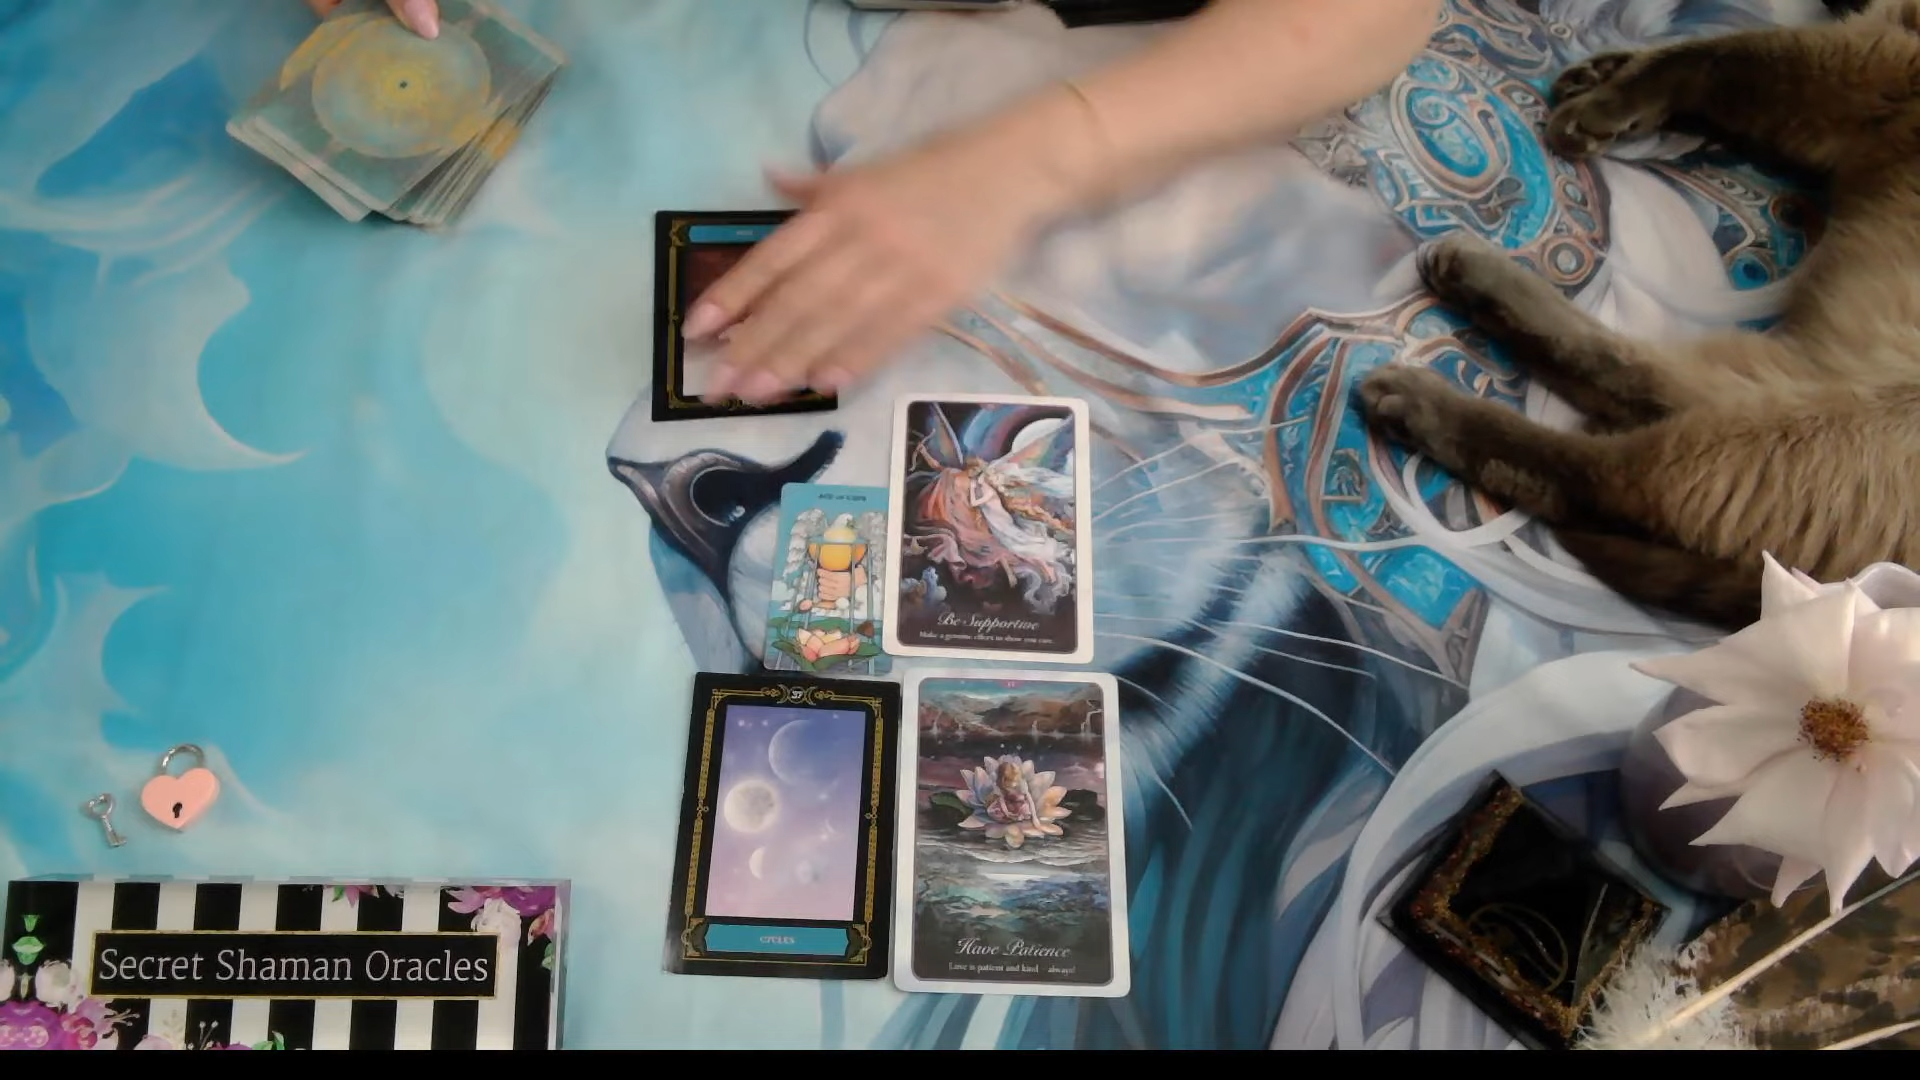 ACE OF CUPS
Be Supportive
Make a genuine effort to show you care.
37
CYCLES
Have Patience
Love is patient and kind - always!
Secret Shaman Oracles